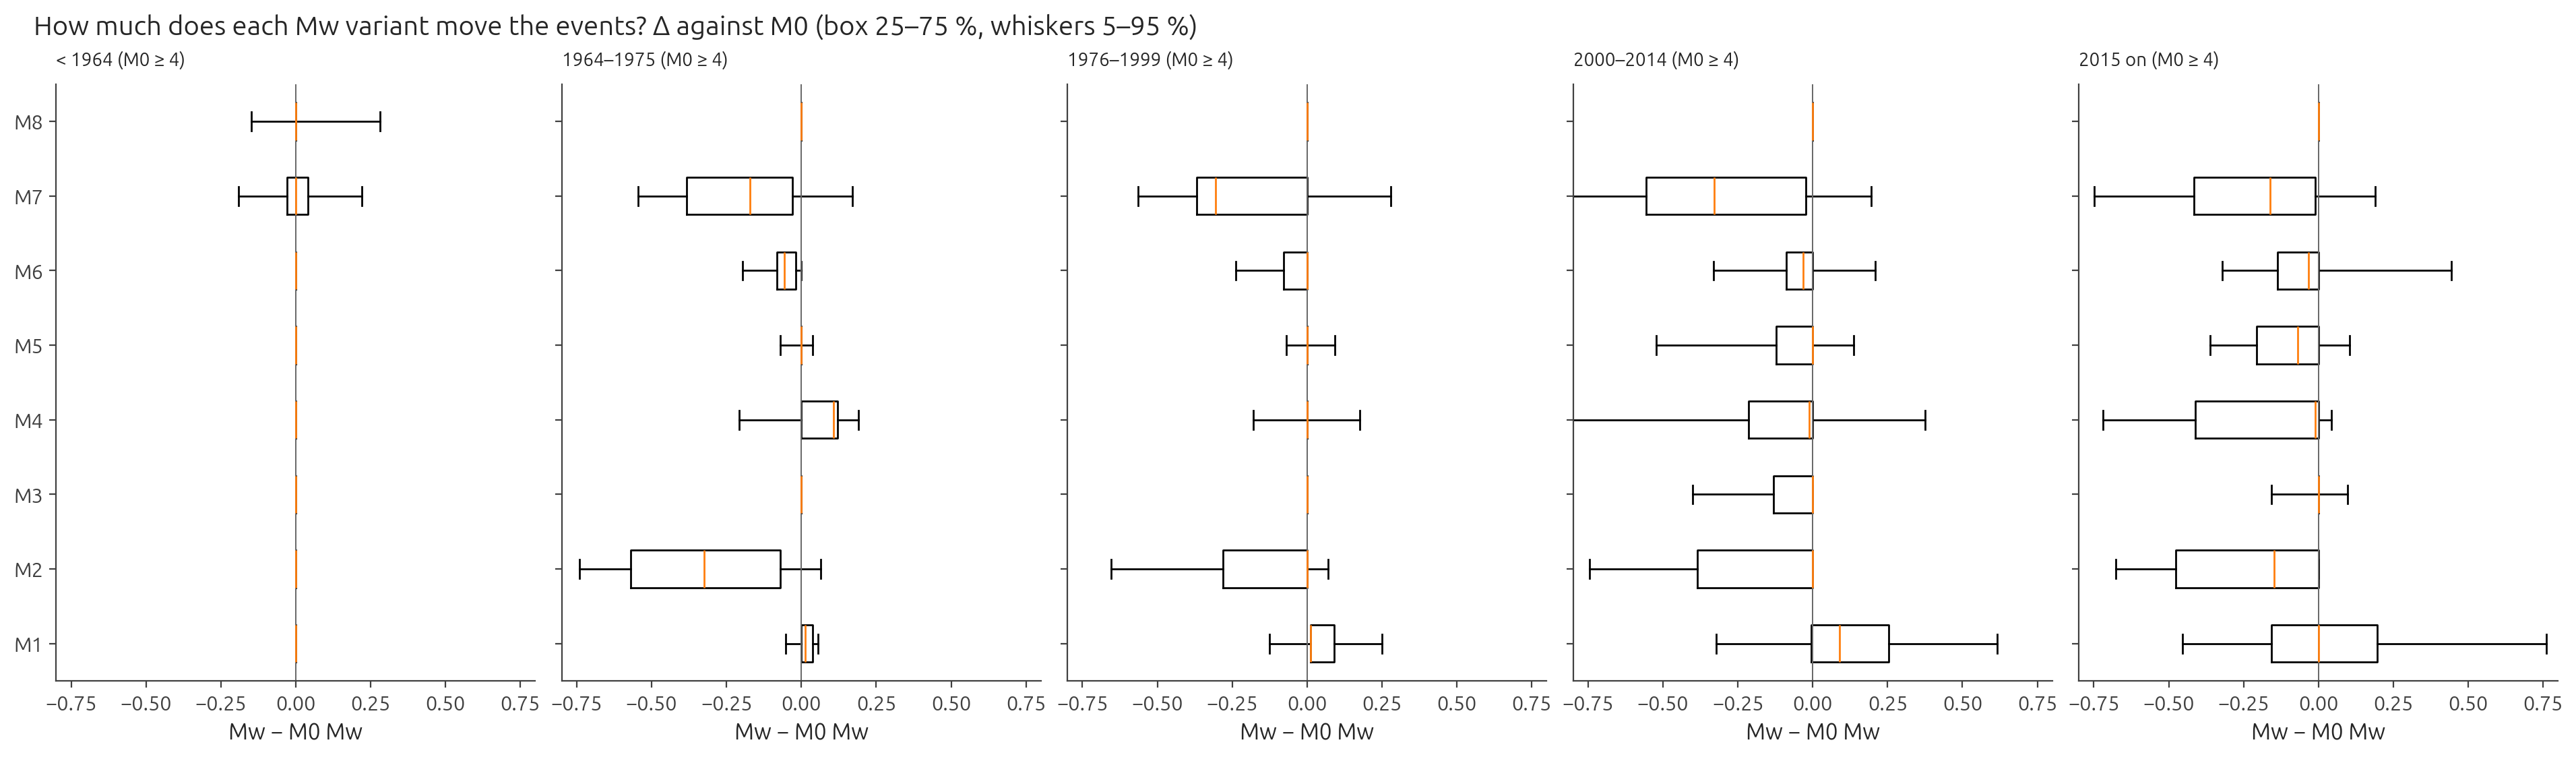 How much does each Mw variant move the events? Δ against M0 (box 25–75 %, whiskers 5–95 %)
< 1964 (M0 ≥ 4)
1964–1975 (M0 ≥ 4)
1976–1999 (M0 ≥ 4)
2000–2014 (M0 ≥ 4)
2015 on (M0 ≥ 4)
M8
M7
M6
M5
M4
M3
M2
M1
−0.75 −0.50 −0.25 0.00 0.25 0.50 0.75
−0.75 −0.50 −0.25 0.00 0.25 0.50 0.75
−0.75 −0.50 −0.25 0.00 0.25 0.50 0.75
−0.75 −0.50 −0.25 0.00 0.25 0.50 0.75
−0.75 −0.50 −0.25 0.00 0.25 0.50 0.75
Mw − M0 Mw
Mw − M0 Mw
Mw − M0 Mw
Mw − M0 Mw
Mw − M0 Mw